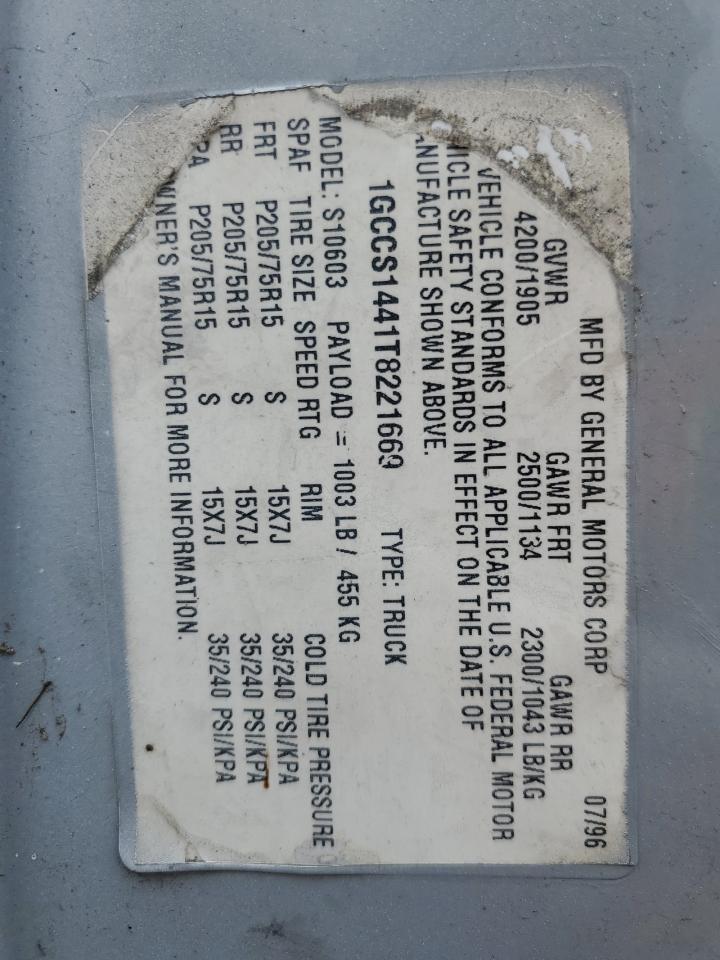 MFD BY GENERAL MOTORS CORP 07/96
GVWR GAWR FRT GAWR RR
4200/1905 2500/1134 2300/1043 LB/KG
VEHICLE CONFORMS TO ALL APPLICABLE U.S. FEDERAL MOTOR
HICLE SAFETY STANDARDS IN EFFECT ON THE DATE OF
ANUFACTURE SHOWN ABOVE.
1GCCS1441T8221669 TYPE: TRUCK
MODEL: S10603 PAYLOAD = 1003 LB / 455 KG
SPAF TIRE SIZE SPEED RTG RIM COLD TIRE PRESSURE
FRT P205/75R15 S 15X7J 35/240 PSI/KPA
RR P205/75R15 S 15X7J 35/240 PSI/KPA
PA P205/75R15 S 15X7J 35/240 PSI/KPA
WNER'S MANUAL FOR MORE INFORMATION.